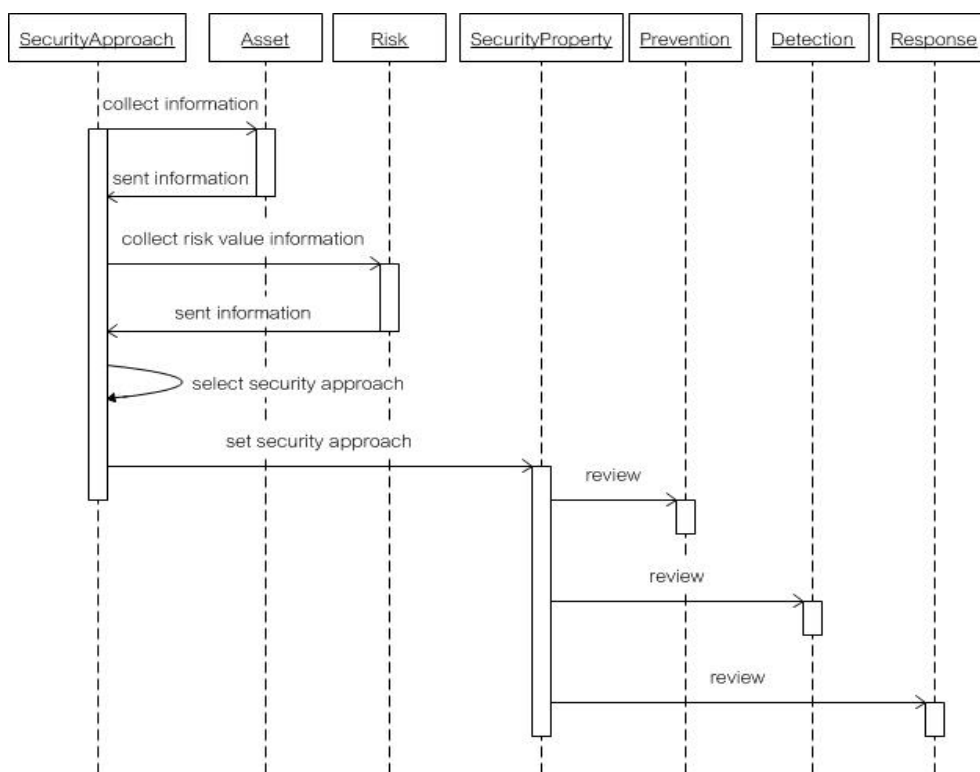 SecurityApproach
Asset
Risk
SecurityProperty
Prevention
Detection
Response
collect information
sent information
collect risk value information
sent information
select security approach
set security approach
review
review
review